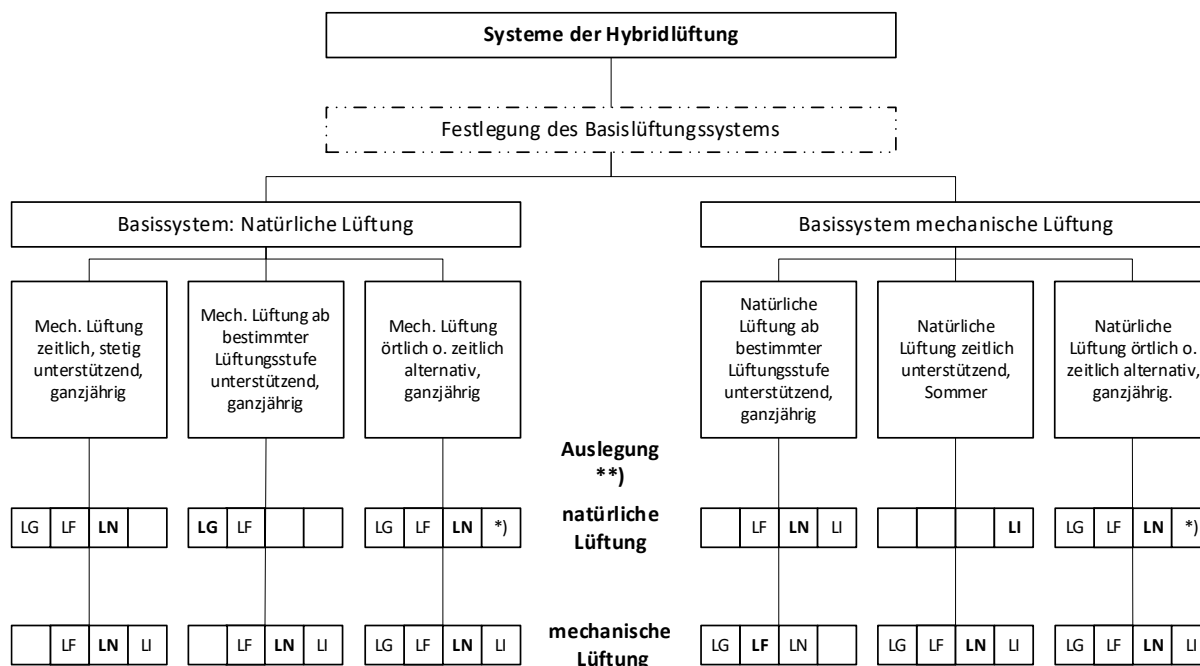 Systeme der Hybridlüftung
Festlegung des Basislüftungssystems
Basissystem: Natürliche Lüftung
Basissystem mechanische Lüftung
Mech. Lüftung
zeitlich, stetig
unterstützend,
ganzjährig
Mech. Lüftung ab
bestimmter
Lüftungsstufe
unterstützend,
ganzjährig
Mech. Lüftung
örtlich o. zeitlich
alternativ,
ganzjährig
Natürliche
Lüftung ab
bestimmter
Lüftungsstufe
unterstützend,
ganzjährig
Natürliche
Lüftung zeitlich
unterstützend,
Sommer
Natürliche
Lüftung örtlich o.
zeitlich alternativ,
ganzjährig.
Auslegung
**)
natürliche
Lüftung
LG LF LN
LG LF
LG LF LN *)
LF LN LI
LI
LG LF LN *)
mechanische
Lüftung
LF LN LI
LF LN LI
LG LF LN LI
LG LF LN
LG LF LN LI
LG LF LN LI